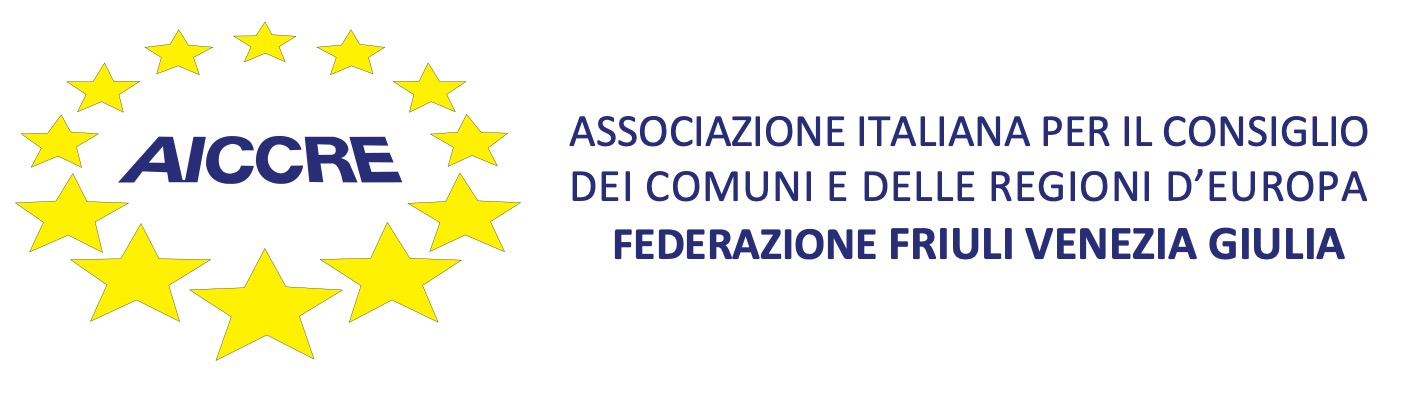 AICCRE
ASSOCIAZIONE ITALIANA PER IL CONSIGLIO
DEI COMUNI E DELLE REGIONI D’EUROPA
FEDERAZIONE FRIULI VENEZIA GIULIA